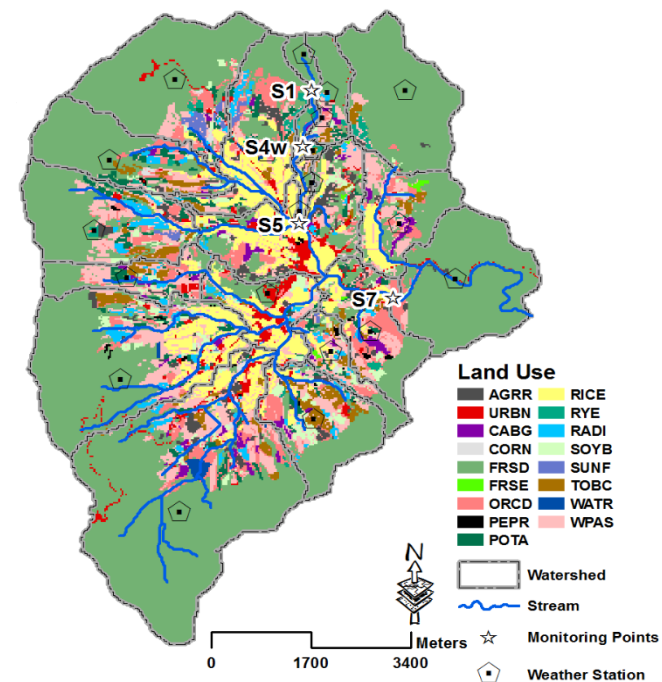 S1
S4w
S5
S7
Land Use
AGRR RICE
URBN RYE
CABG RADI
CORN SOYB
FRSD SUNF
FRSE TOBC
ORCD WATR
PEPR WPAS
POTA
N
Watershed
Stream
Meters
Monitoring Points
0 1700 3400
Weather Station